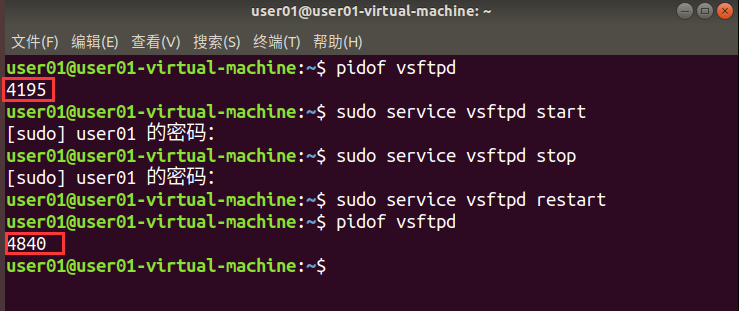 user01@user01-virtual-machine: ~
文件(F) 编辑(E) 查看(V) 搜索(S) 终端(T) 帮助(H)
user01@user01-virtual-machine:~$ pidof vsftpd
4195
user01@user01-virtual-machine:~$ sudo service vsftpd start
[sudo] user01 的密码：
user01@user01-virtual-machine:~$ sudo service vsftpd stop
[sudo] user01 的密码：
user01@user01-virtual-machine:~$ sudo service vsftpd restart
user01@user01-virtual-machine:~$ pidof vsftpd
4840
user01@user01-virtual-machine:~$